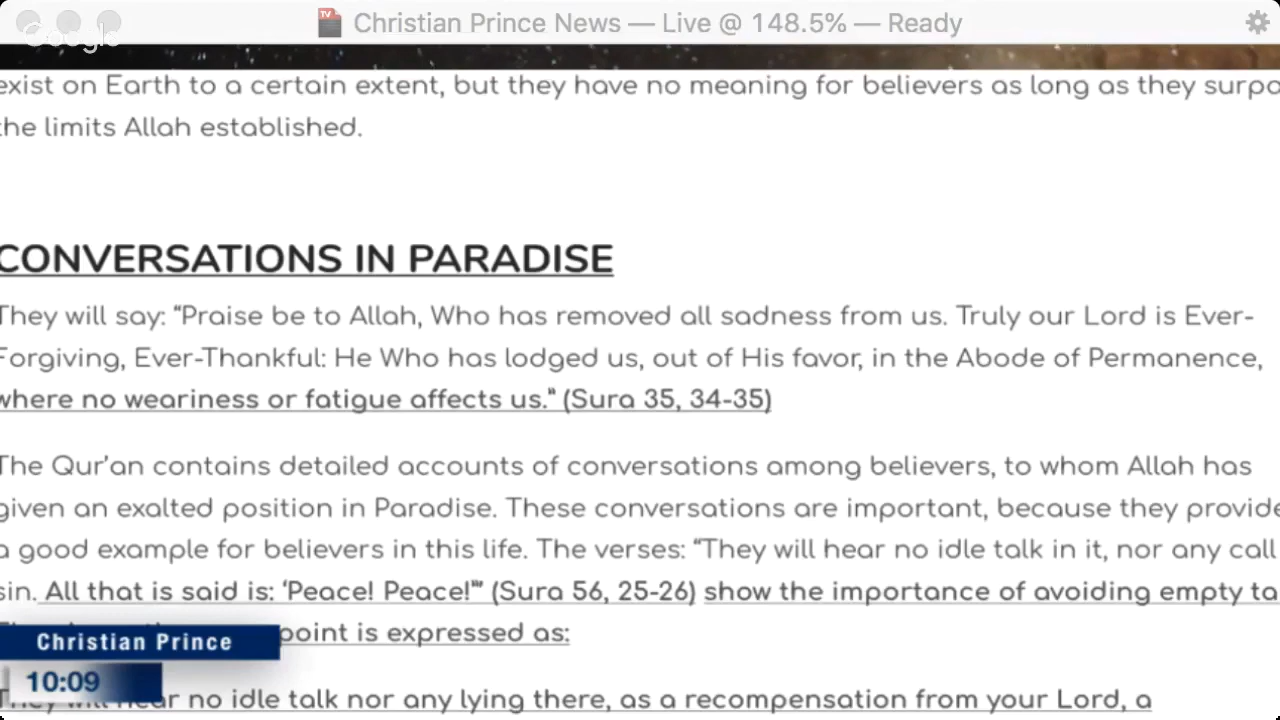 Christian Prince News — Live @ 148.5% — Ready
Google
exist on Earth to a certain extent, but they have no meaning for believers as long as they surpa
the limits Allah established.
CONVERSATIONS IN PARADISE
They will say: “Praise be to Allah, Who has removed all sadness from us. Truly our Lord is Ever-
Forgiving, Ever-Thankful: He Who has lodged us, out of His favor, in the Abode of Permanence,
where no weariness or fatigue affects us.” (Sura 35, 34-35)
The Qur’an contains detailed accounts of conversations among believers, to whom Allah has
given an exalted position in Paradise. These conversations are important, because they provide
a good example for believers in this life. The verses: “They will hear no idle talk in it, nor any call
sin. All that is said is: ‘Peace! Peace!’” (Sura 56, 25-26) show the importance of avoiding empty ta
point is expressed as:
Christian Prince
10:09
They will hear no idle talk nor any lying there, as a recompensation from your Lord, a